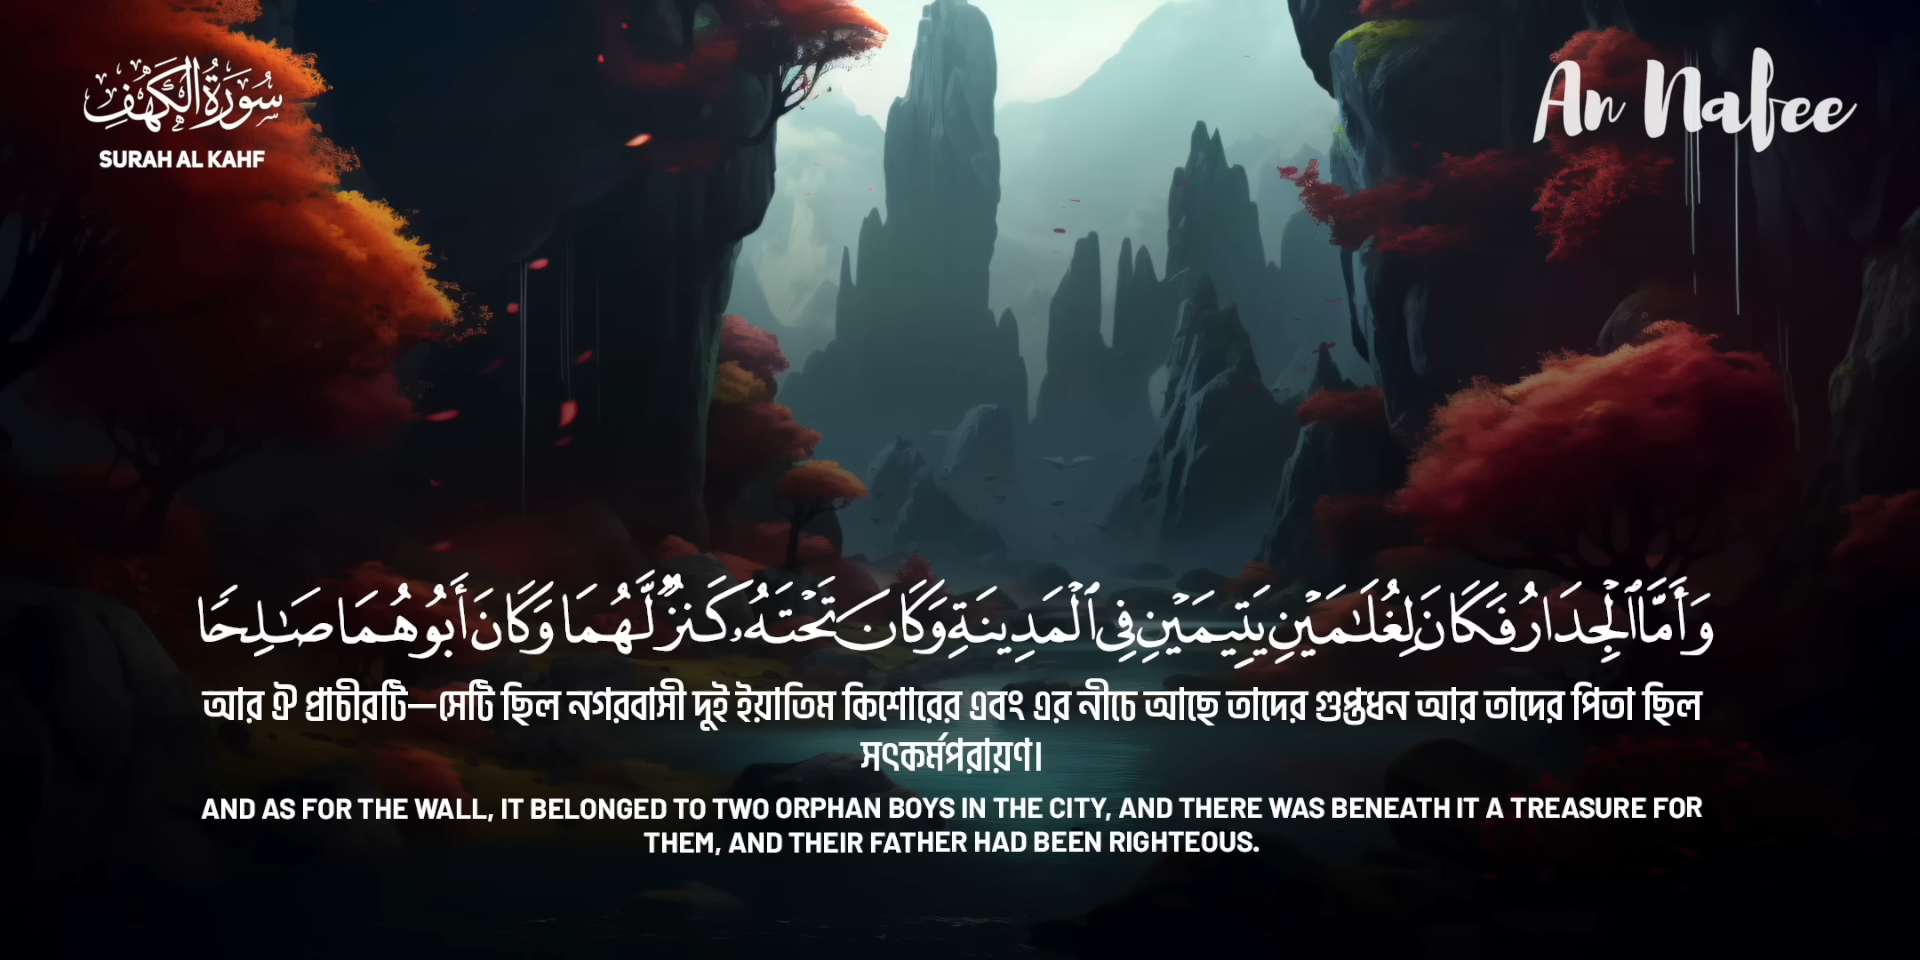 سُورَةُ الكَهْفِ
SURAH AL KAHF
An Nafee
وَأَمَّا ٱلْجِدَارُ فَكَانَ لِغُلَـٰمَيْنِ يَتِيمَيْنِ فِى ٱلْمَدِينَةِ وَكَانَ تَحْتَهُۥ كَنزٌ لَّهُمَا وَكَانَ أَبُوهُمَا صَـٰلِحًا
আর ঐ প্রাচীরটি—সেটি ছিল নগরবাসী দুই ইয়াতিম কিশোরের এবং এর নীচে আছে তাদের গুপ্তধন আর তাদের পিতা ছিল
সৎকর্মপরায়ণ।
AND AS FOR THE WALL, IT BELONGED TO TWO ORPHAN BOYS IN THE CITY, AND THERE WAS BENEATH IT A TREASURE FOR
THEM, AND THEIR FATHER HAD BEEN RIGHTEOUS.